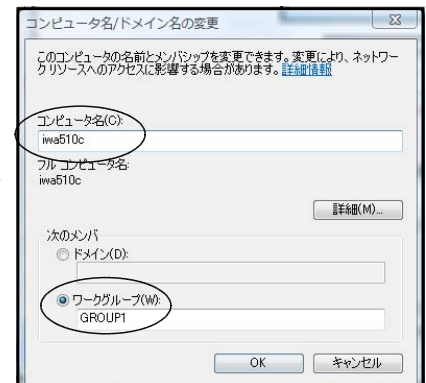 コンピュータ名/ドメイン名の変更
このコンピュータの名前とメンバシップを変更できます。変更により、ネットワー
クリソースへのアクセスに影響する場合があります。詳細情報
コンピュータ名(C):
iwa510c
フル コンピュータ名:
iwa510c
詳細(M)...
次のメンバ
ドメイン(D):
ワークグループ(W):
GROUP1
OK
キャンセル